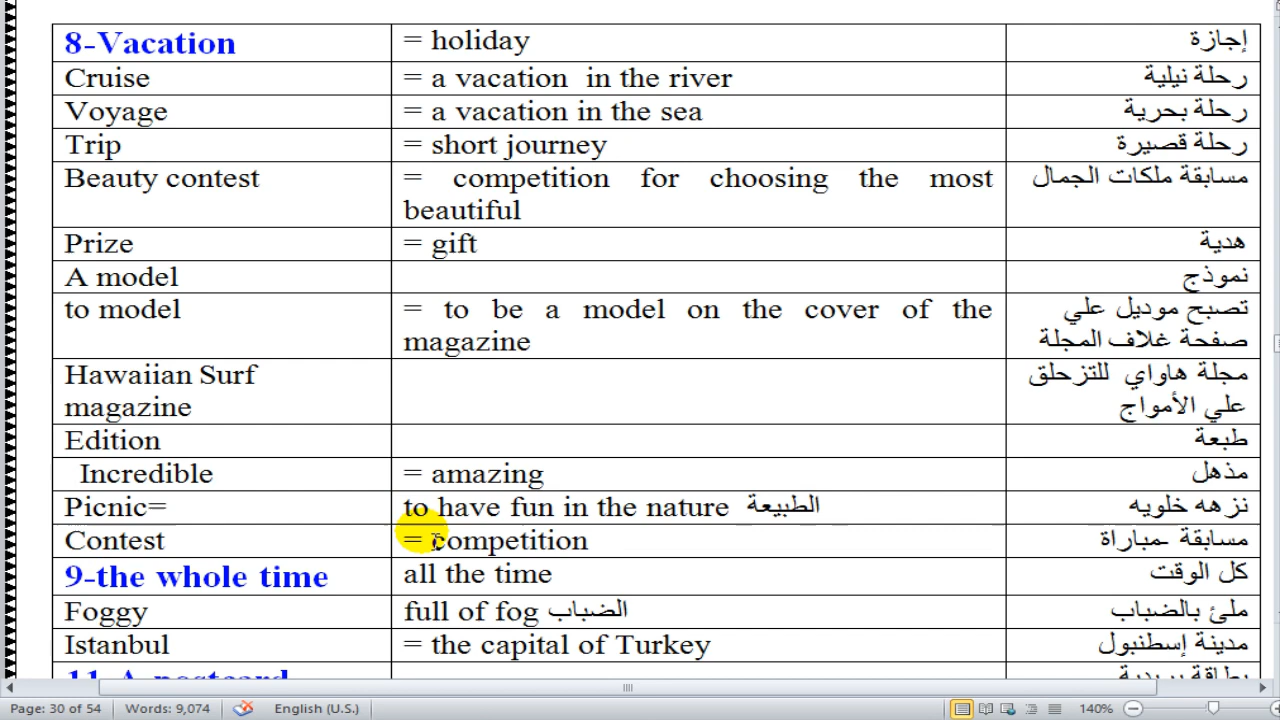 8-Vacation = holiday إجازة
Cruise = a vacation in the river رحلة نيلية
Voyage = a vacation in the sea رحلة بحرية
Trip = short journey رحلة قصيرة
Beauty contest = competition for choosing the most مسابقة ملكات الجمال
beautiful
Prize = gift هدية
A model نموذج
to model = to be a model on the cover of the تصبح موديل علي
magazine صفحة غلاف المجلة
Hawaiian Surf مجلة هاواي للتزحلق
magazine علي الأمواج
Edition طبعة
Incredible = amazing مذهل
Picnic= to have fun in the nature الطبيعة نزهه خلويه
Contest = competition مسابقة -مباراة
9-the whole time all the time كل الوقت
Foggy full of fog الضباب ملئ بالضباب
Istanbul = the capital of Turkey مدينة إسطنبول
11-A postcard بطاقة بريدية
Page: 30 of 54 Words: 9,074 English (U.S.) 140%